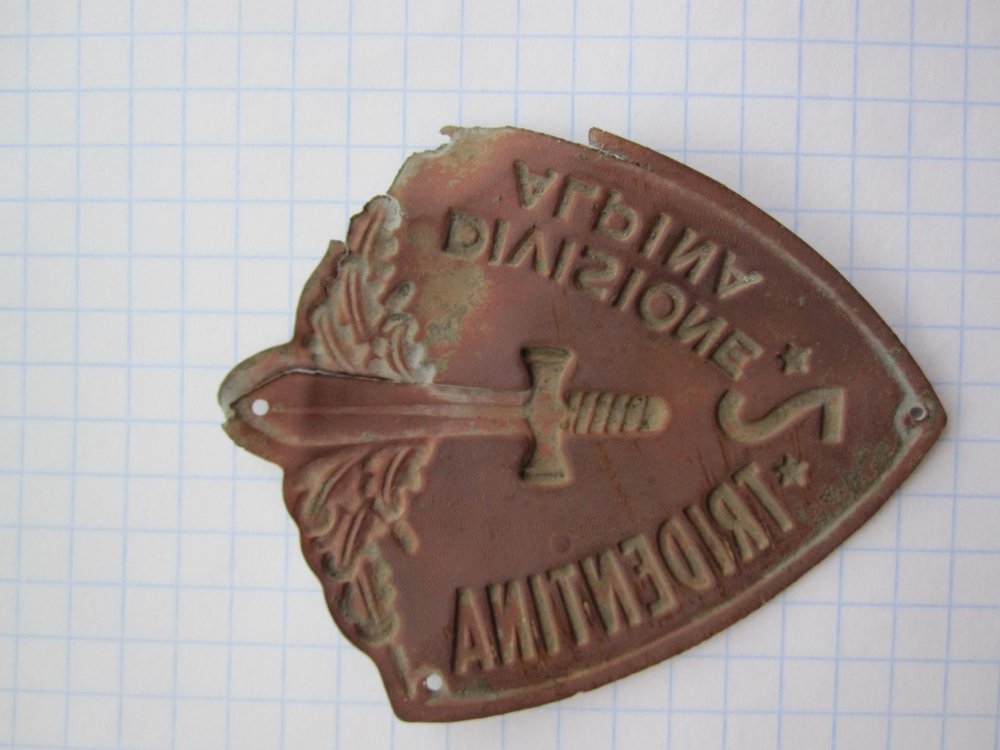 DIVISIONE
ALPINA
* 2 *
TRIDENTINA